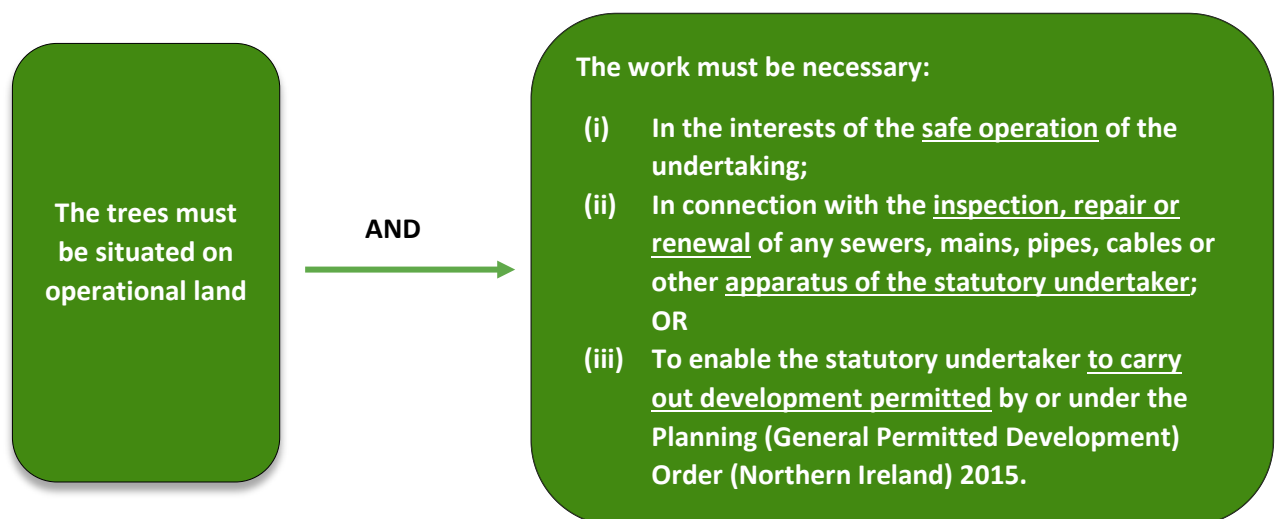 The trees must
be situated on
operational land
AND
The work must be necessary:
(i) In the interests of the safe operation of the
undertaking;
(ii) In connection with the inspection, repair or
renewal of any sewers, mains, pipes, cables or
other apparatus of the statutory undertaker;
OR
(iii) To enable the statutory undertaker to carry
out development permitted by or under the
Planning (General Permitted Development)
Order (Northern Ireland) 2015.